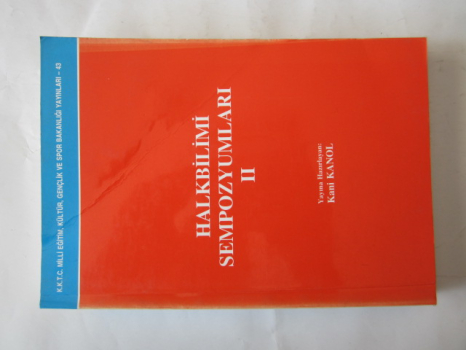 K.K.T.C. MİLLİ EĞİTİM, KÜLTÜR, GENÇLİK VE SPOR BAKANLIĞI YAYINLARI – 43
HALKBİLİMİ
SEMPOZYUMLARI
II
Yayına Hazırlayan:
Kani KANOL